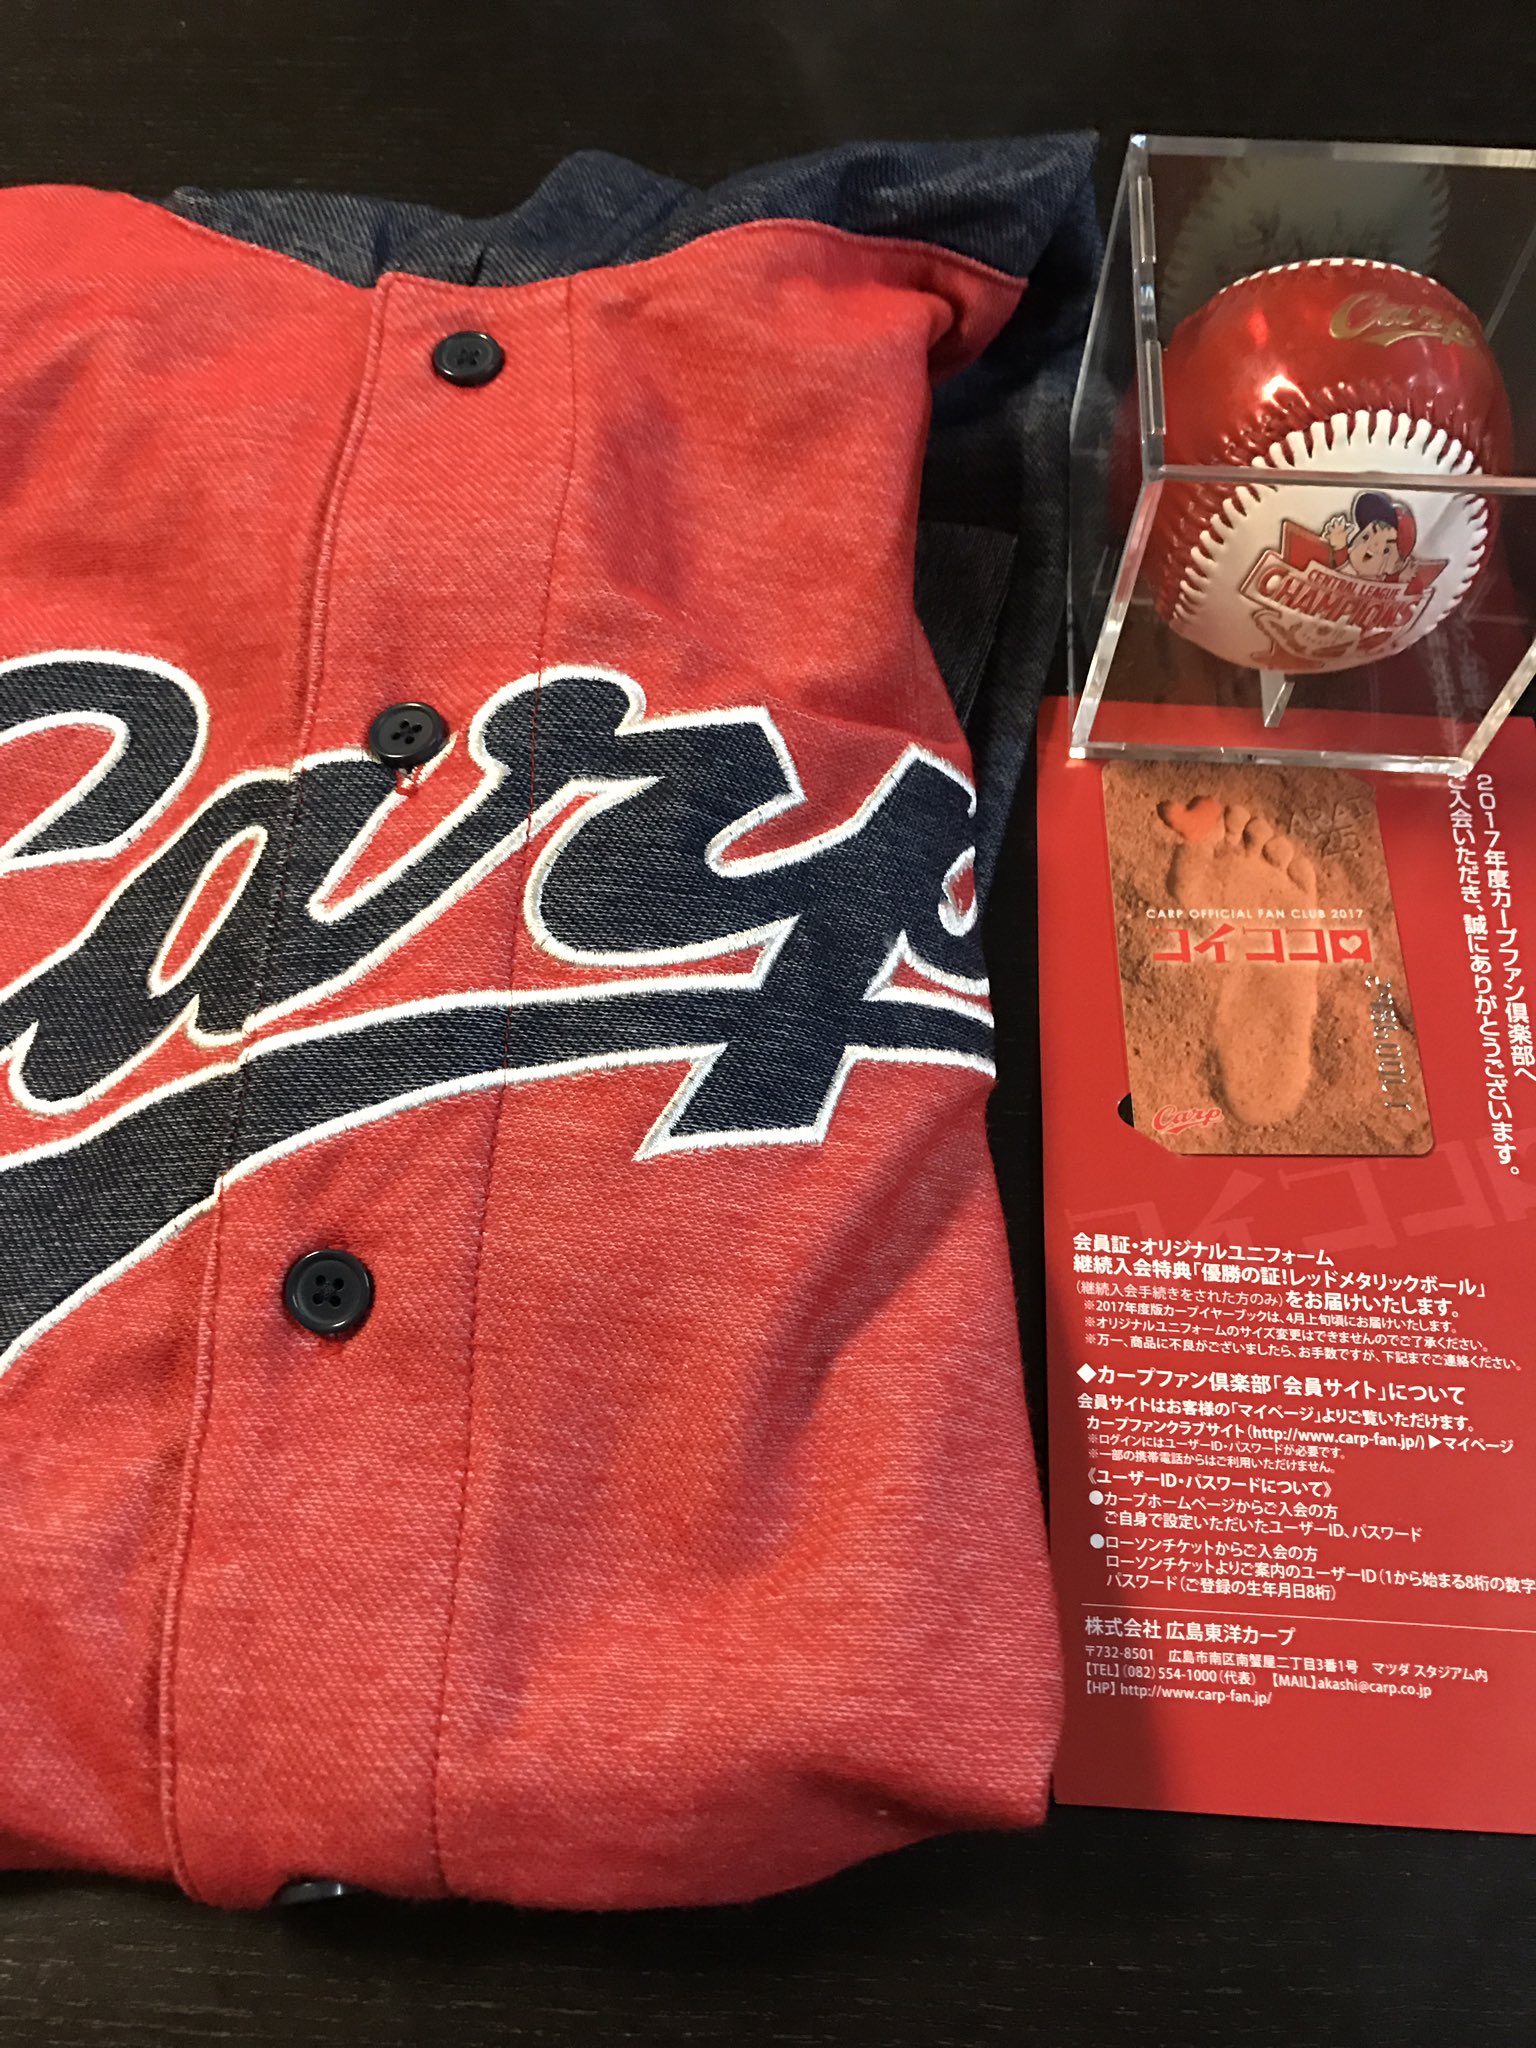 Carp
Carp
CENTRAL LEAGUE
CHAMPIONS
2017年度カープファン倶楽部へ
ご入会いただき、誠にありがとうございます。
CARP OFFICIAL FAN CLUB 2017
コイココロ
Carp
コイココロ
会員証・オリジナルユニフォーム
継続入会特典「優勝の証!レッドメタリックボール」
(継続入会手続きをされた方のみ)をお届けいたします。
※2017年度版カープイヤーブックは、4月上旬頃にお届けいたします。
※オリジナルユニフォームのサイズ変更はできませんのでご了承ください。
※万一、商品に不良がございましたら、お手数ですが、下記までご連絡ください。
◆カープファン倶楽部「会員サイト」について
会員サイトはお客様の「マイページ」よりご覧いただけます。
カープファンクラブサイト(http://www.carp-fan.jp/)▶マイページ
※ログインにはユーザーID・パスワードが必要です。
※一部の携帯電話からはご利用いただけません。
《ユーザーID・パスワードについて》
●カープホームページからご入会の方
ご自身で設定いただいたユーザーID、パスワード
●ローソンチケットからご入会の方
ローソンチケットよりご案内のユーザーID(1から始まる8桁の数字
パスワード(ご登録の生年月日8桁)
株式会社 広島東洋カープ
〒732-8501 広島市南区南蟹屋二丁目3番1号 マツダ スタジアム内
【TEL】(082)554-1000(代表) 【MAIL】akashi@carp.co.jp
【HP】http://www.carp-fan.jp/